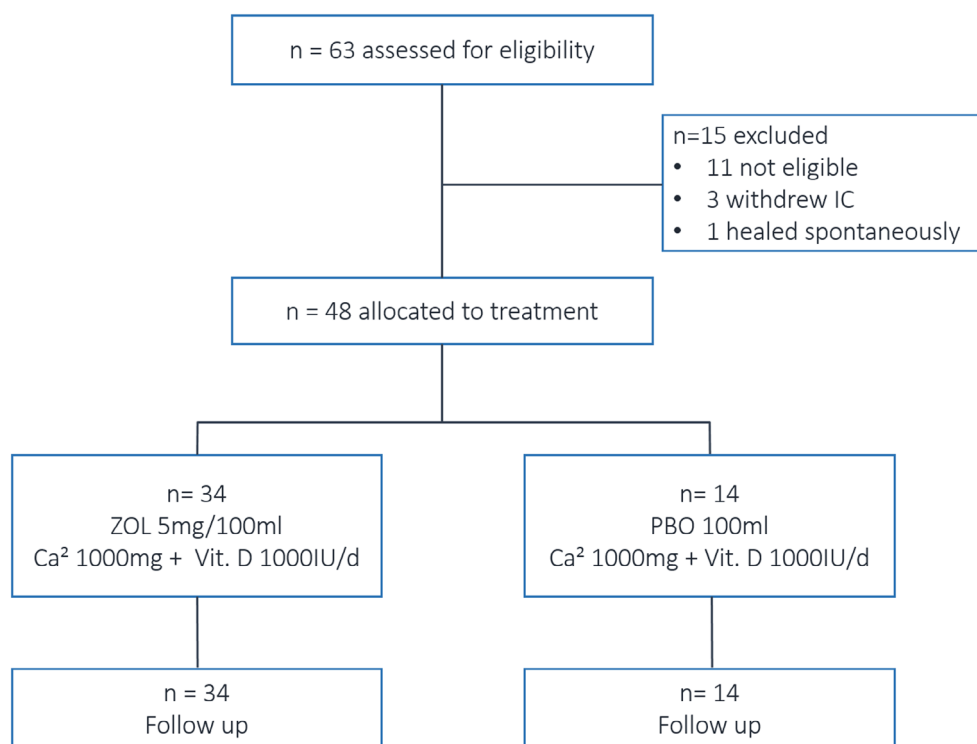 n = 63 assessed for eligibility
n=15 excluded
• 11 not eligible
• 3 withdrew IC
• 1 healed spontaneously
n = 48 allocated to treatment
n= 34
ZOL 5mg/100ml
Ca² 1000mg + Vit. D 1000IU/d
n= 14
PBO 100ml
Ca² 1000mg + Vit. D 1000IU/d
n = 34
Follow up
n= 14
Follow up